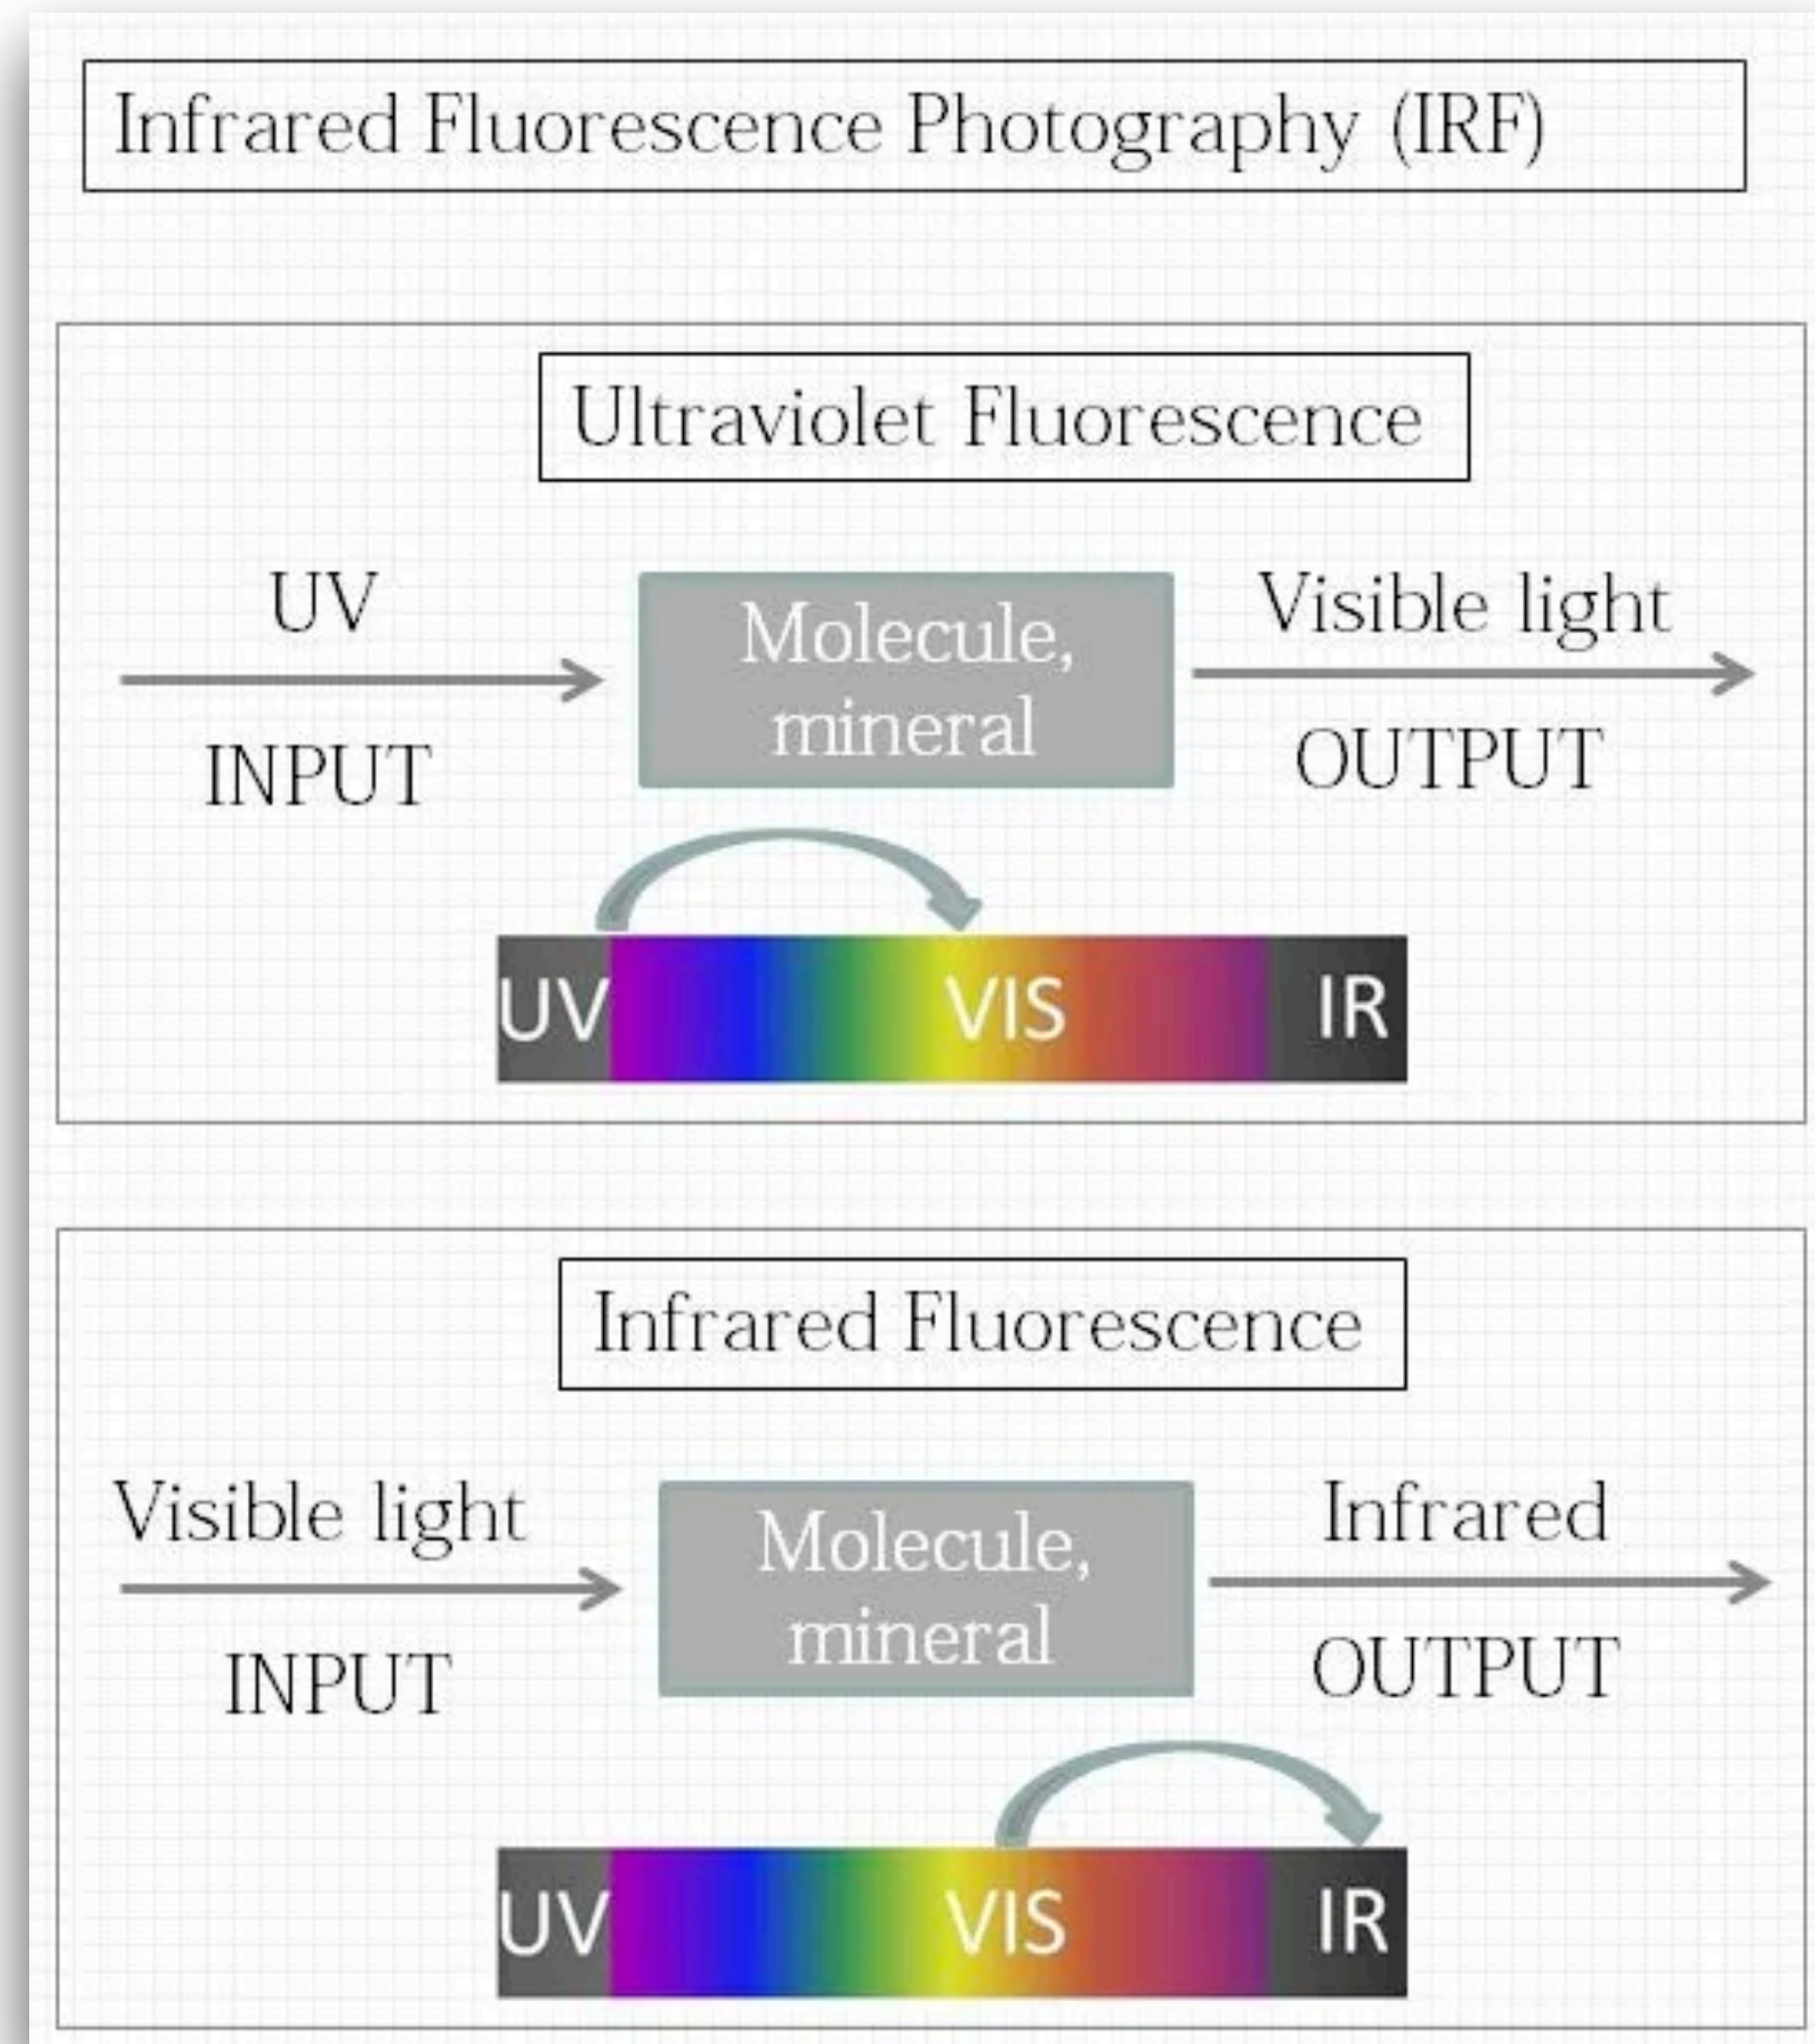 Infrared Fluorescence Photography (IRF)
Ultraviolet Fluorescence
UV
INPUT
Molecule,
mineral
Visible light
OUTPUT
UV VIS IR
Infrared Fluorescence
Visible light
INPUT
Molecule,
mineral
Infrared
OUTPUT
UV VIS IR